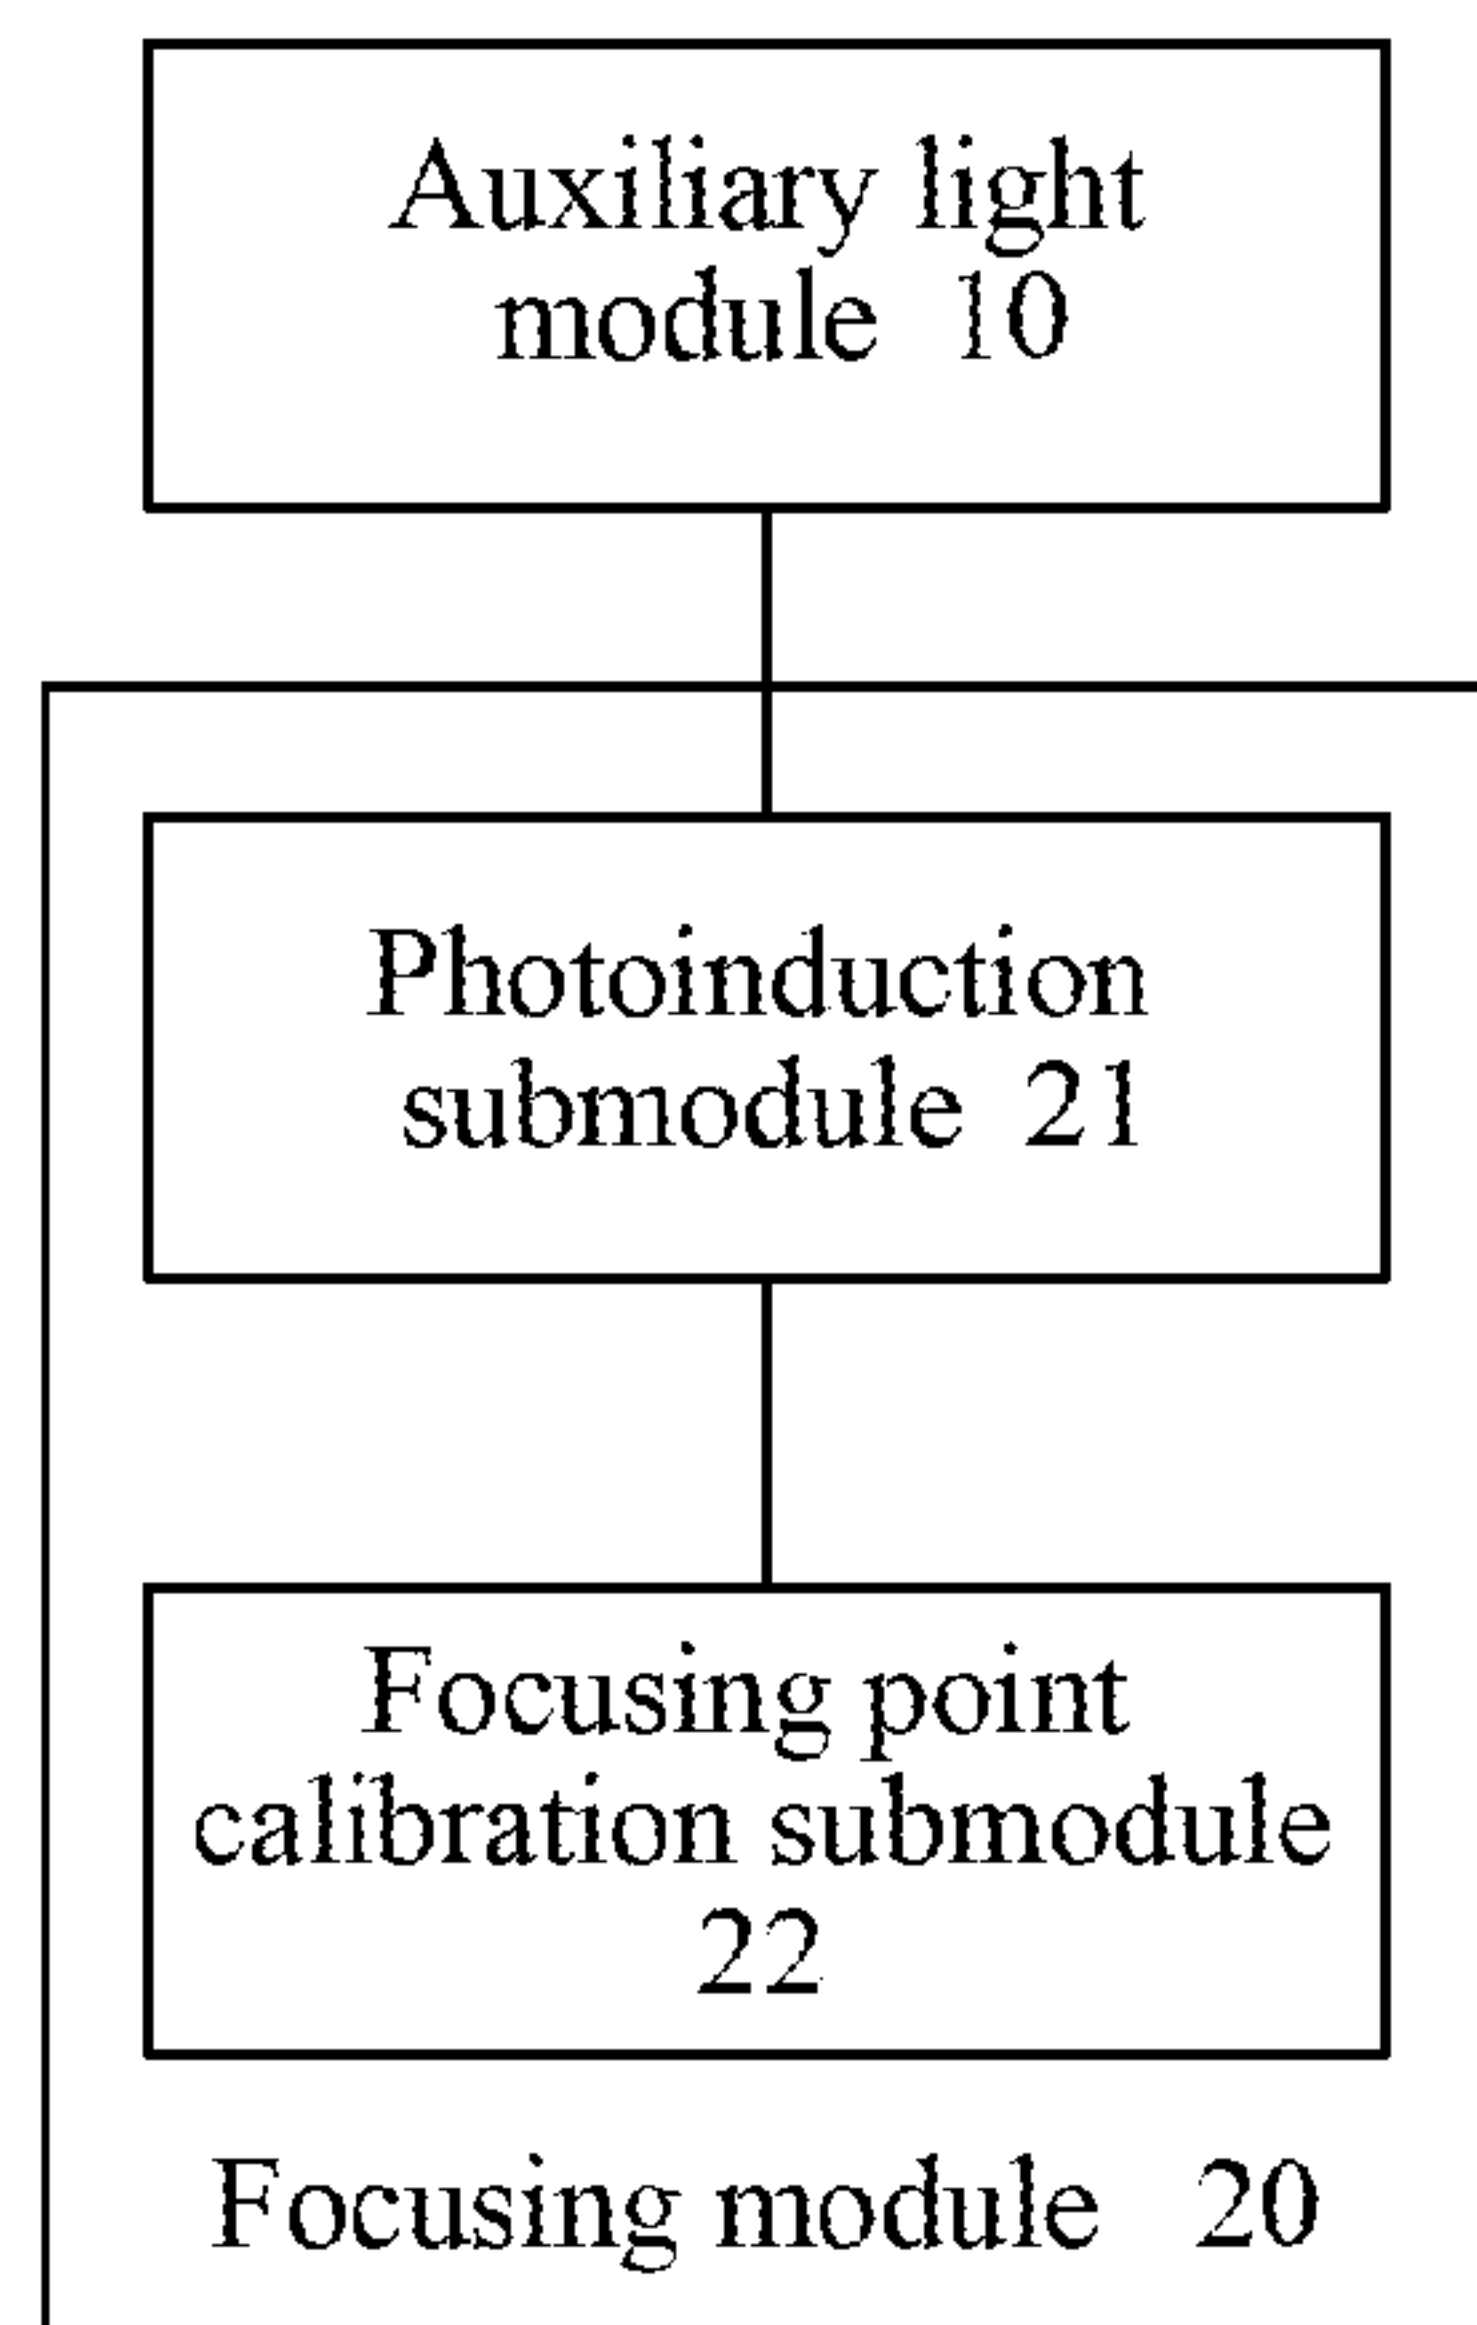 Auxiliary light
module 10
Photoinduction
submodule 21
Focusing point
calibration submodule
22
Focusing module 20